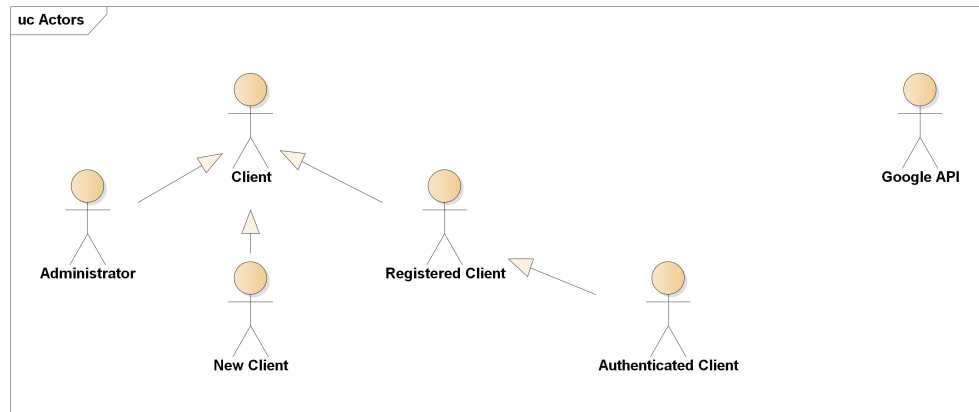 uc Actors
Client
Google API
Administrator
Registered Client
New Client
Authenticated Client